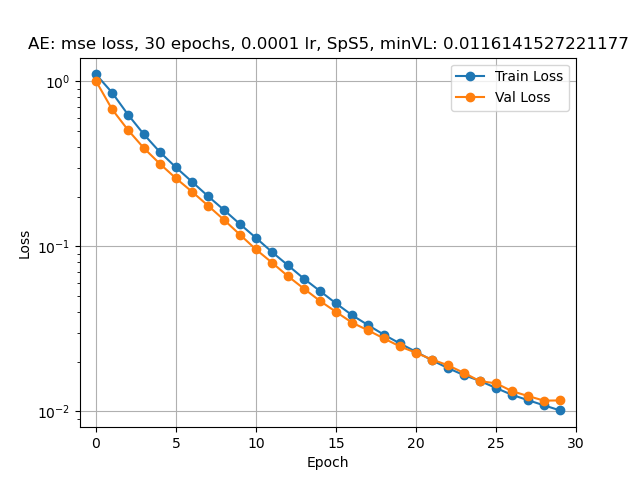 AE: mse loss, 30 epochs, 0.0001 lr, SpS5, minVL: 0.0116141527221177
Train Loss
Val Loss
10⁰
10⁻¹
10⁻²
Loss
0 5 10 15 20 25 30
Epoch